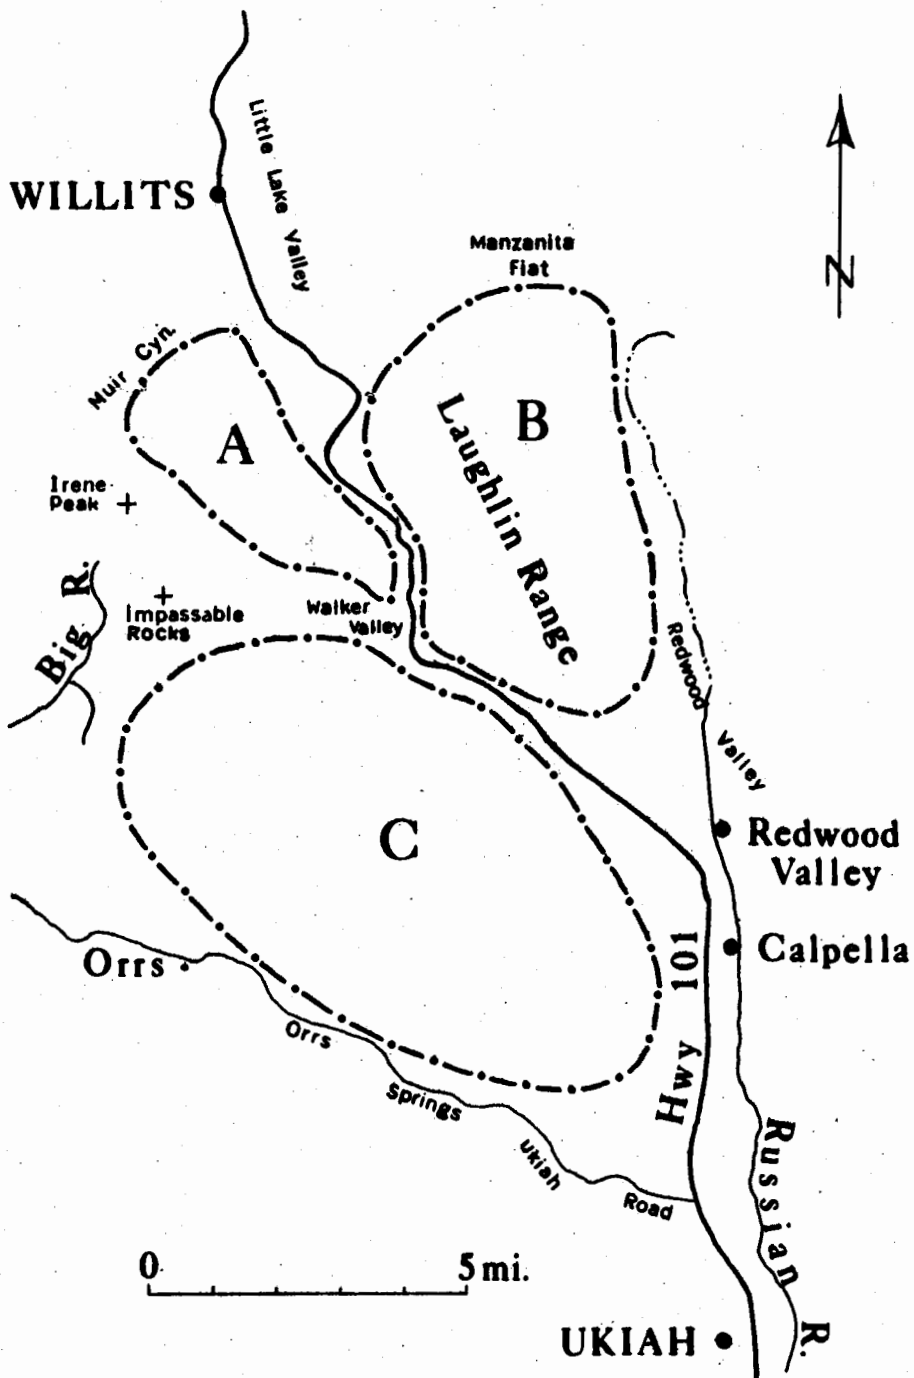 Little Lake Valley
WILLITS
Manzanita
Flat
N
Muir Cyn.
A
B
Laughlin Range
Irene
Peak
Big R.
Impassable
Rocks
Walker
Valley
Redwood
Valley
C
Redwood
Valley
Calpella
Orrs
Hwy 101
Orrs
Springs
Ukiah
Road
Russian R.
0 5 mi.
UKIAH